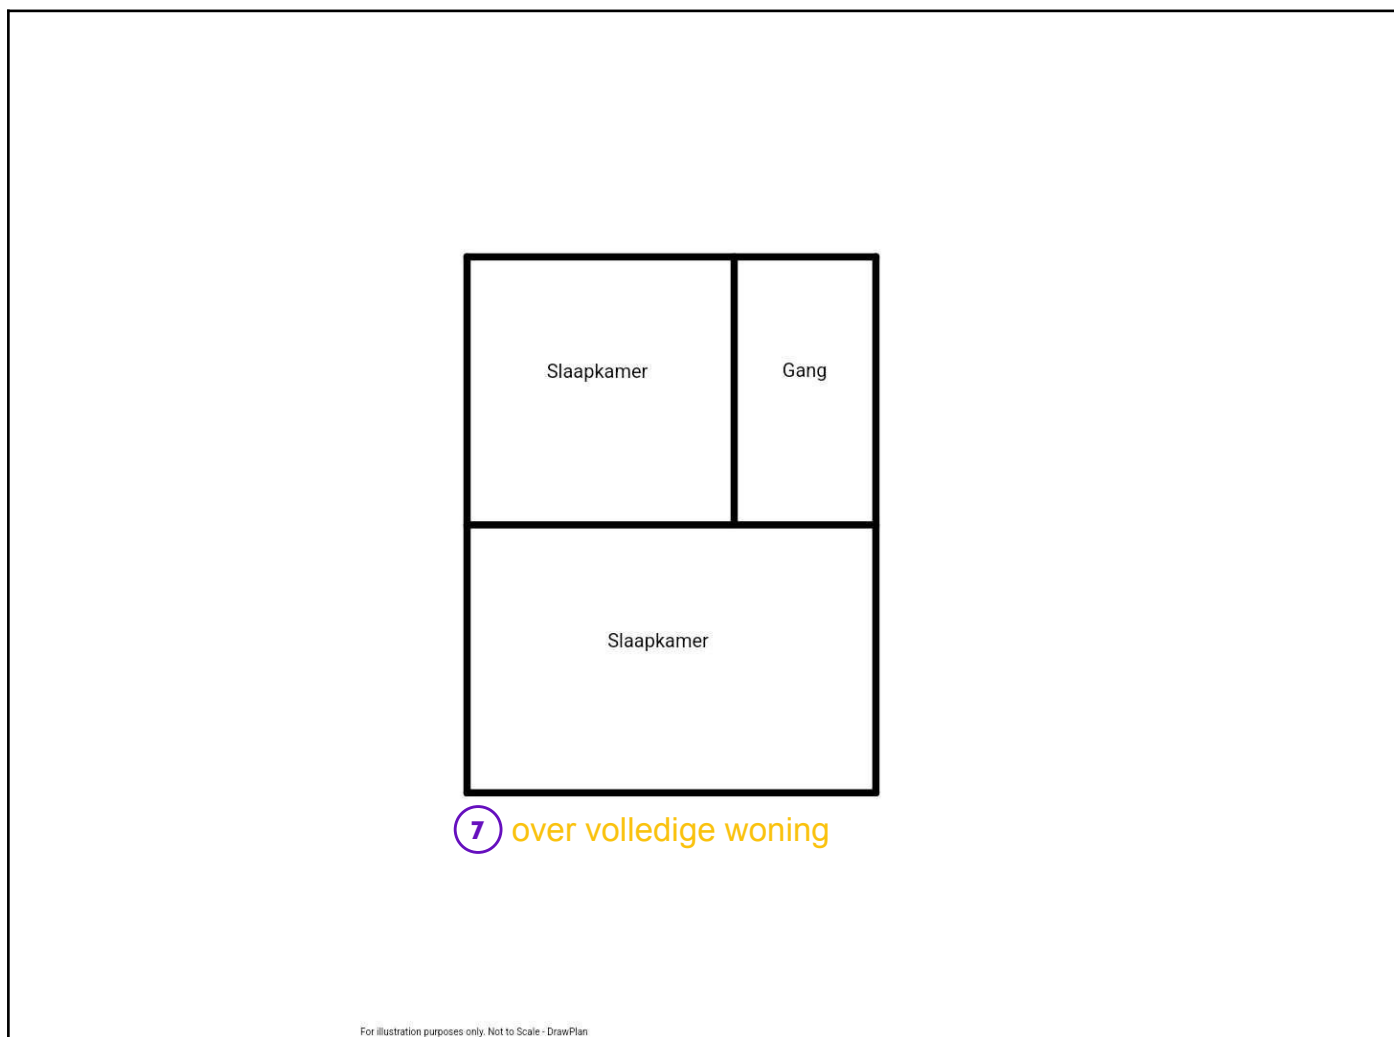 Slaapkamer Gang
Slaapkamer
7 over volledige woning
For illustration purposes only. Not to Scale - DrawPlan